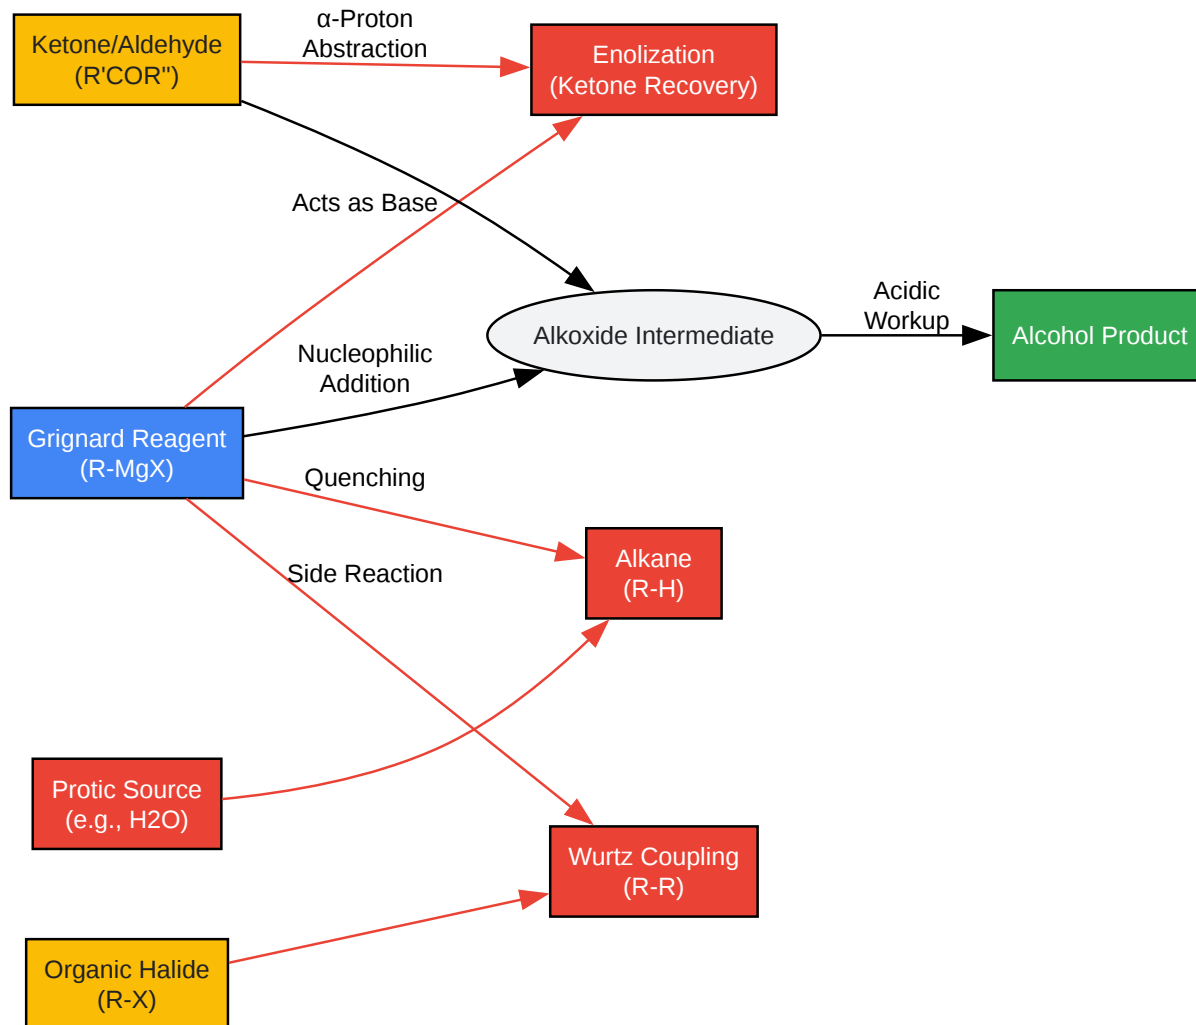 Ketone/Aldehyde
(R'COR")
α-Proton
Abstraction
Enolization
(Ketone Recovery)
Acts as Base
Alkoxide Intermediate
Acidic
Workup
Alcohol Product
Nucleophilic
Addition
Grignard Reagent
(R-MgX)
Quenching
Alkane
(R-H)
Side Reaction
Protic Source
(e.g., H2O)
Wurtz Coupling
(R-R)
Organic Halide
(R-X)